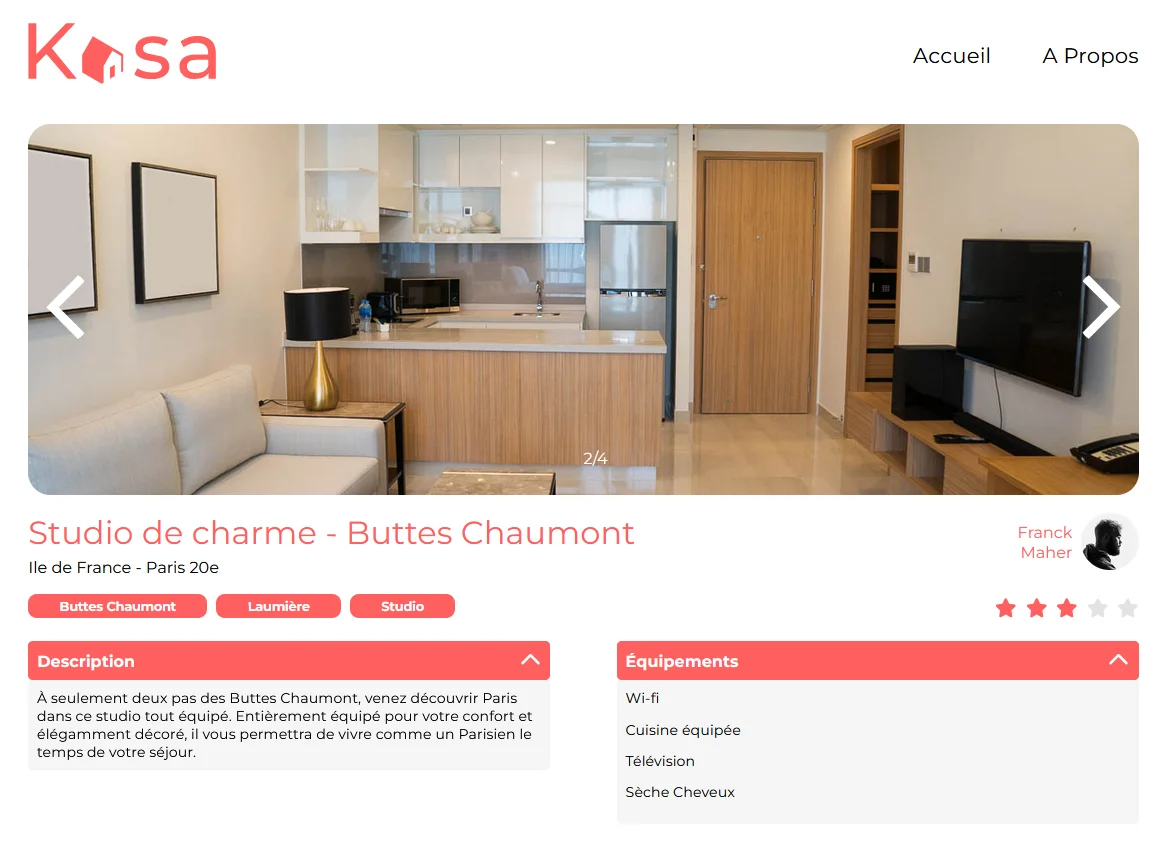 Kasa
Accueil
A Propos
2/4
Studio de charme - Buttes Chaumont
Ile de France - Paris 20e
Franck
Maher
Buttes Chaumont
Laumière
Studio
Description
À seulement deux pas des Buttes Chaumont, venez découvrir Paris
dans ce studio tout équipé. Entièrement équipé pour votre confort et
élégamment décoré, il vous permettra de vivre comme un Parisien le
temps de votre séjour.
Équipements
Wi-fi
Cuisine équipée
Télévision
Sèche Cheveux